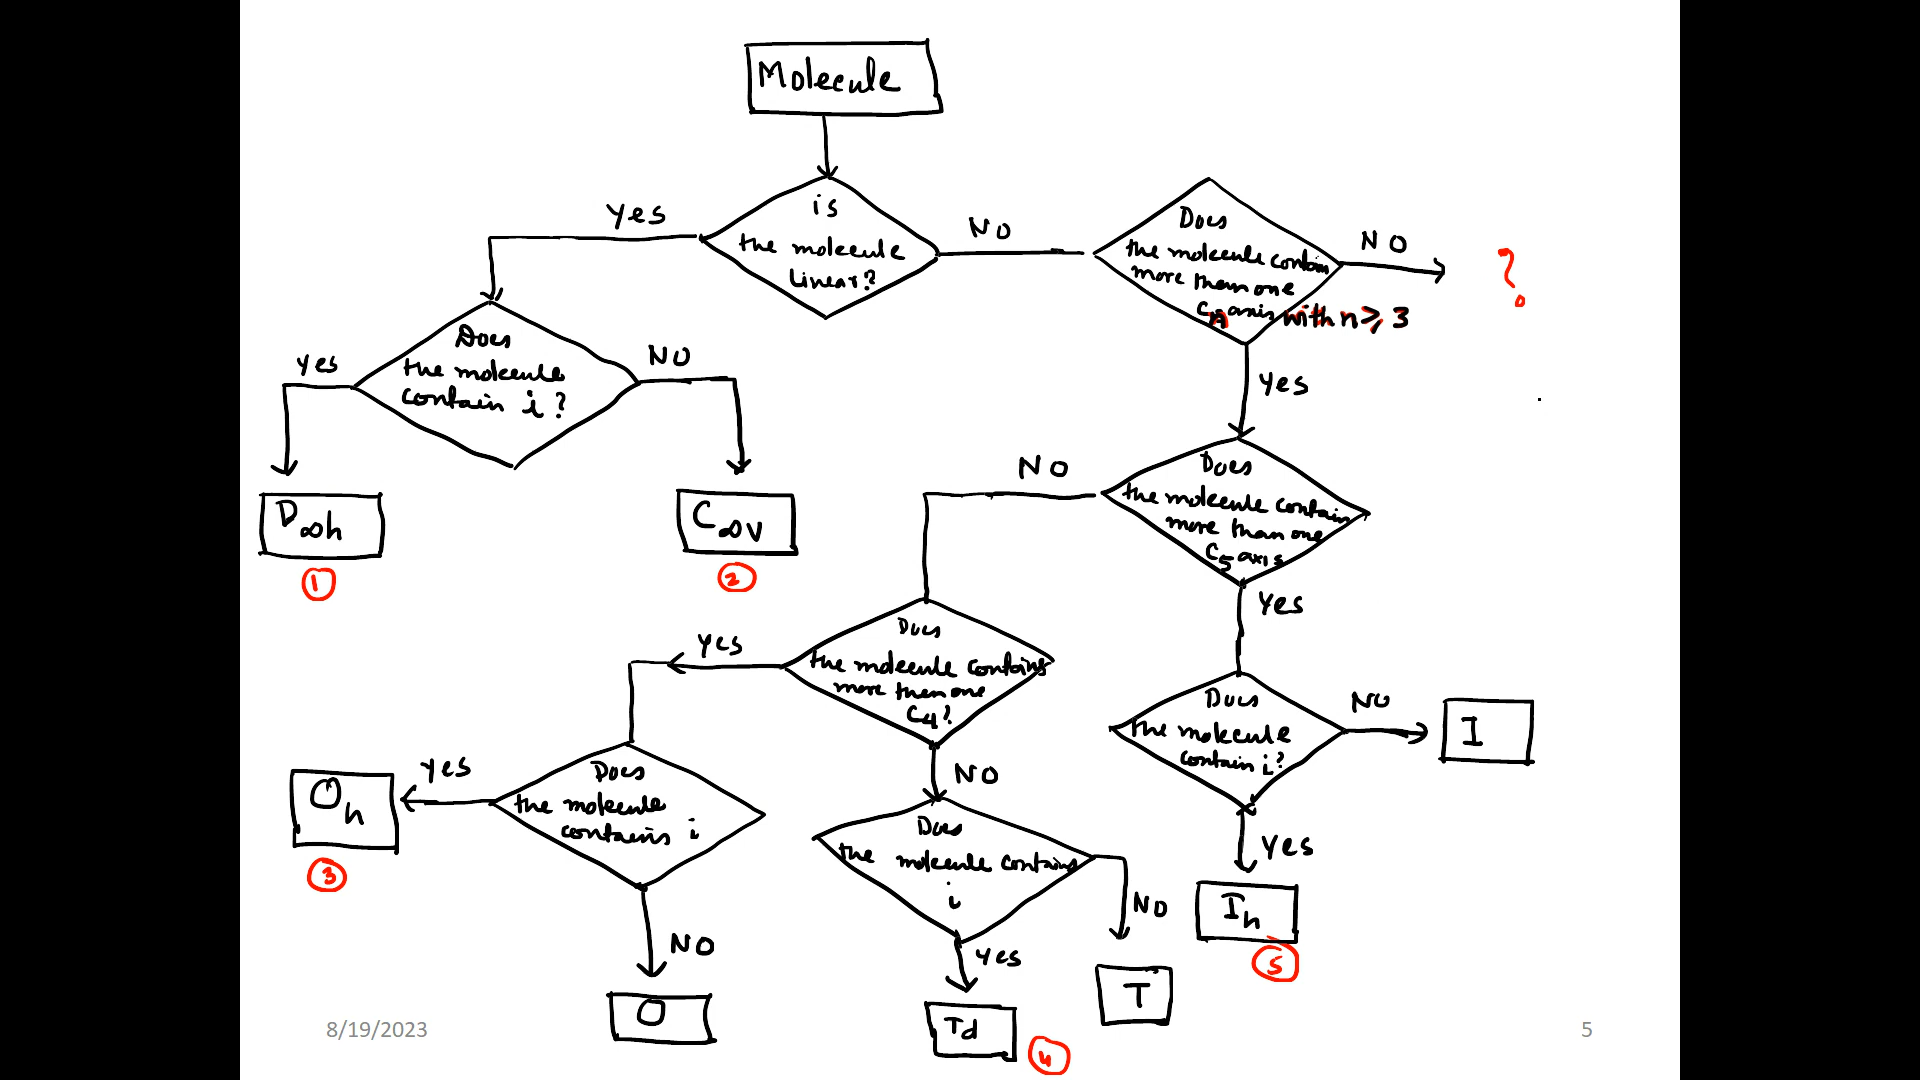 Molecule
is
the molecule
linear?
Yes
NO
Does
the molecule contain
more than one
Cn axis with n ⩾ 3
NO
?
Yes
Does
the molecule
contain i?
Yes
NO
D∞h
1
C∞v
2
Does
the molecule contains
more than one
C5 axis
NO
Yes
Does
the molecule contains
more than one
C4?
Yes
NO
Does
the molecule
contain i?
NO
I
Yes
Ih
5
Does
the molecule
contains i
Yes
Oh
3
NO
O
Does
the molecule contains
i
NO
T
Yes
Td
4
8/19/2023
5